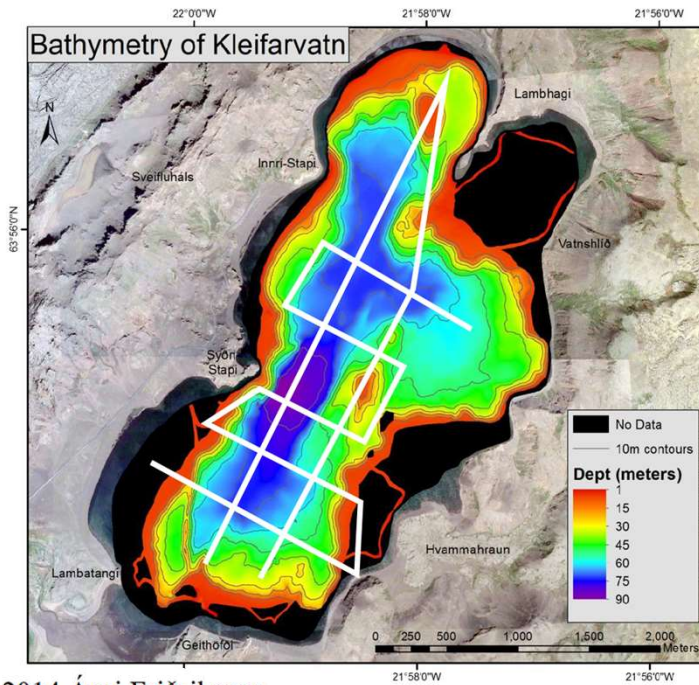 22°0'0"W
21°58'0"W
21°56'0"W
Bathymetry of Kleifarvatn
N
Lambhagi
Innri-Stapi
Sveifluháls
63°56'0"N
Vatnshlíð
Syðri
Stapi
No Data
10m contours
Dept (meters)
1
15
30
45
60
75
90
Hvammahraun
Lambatangi
Geithöfði
0 250 500 1,000 1,500 2,000
Meters
21°58'0"W
21°56'0"W
2014